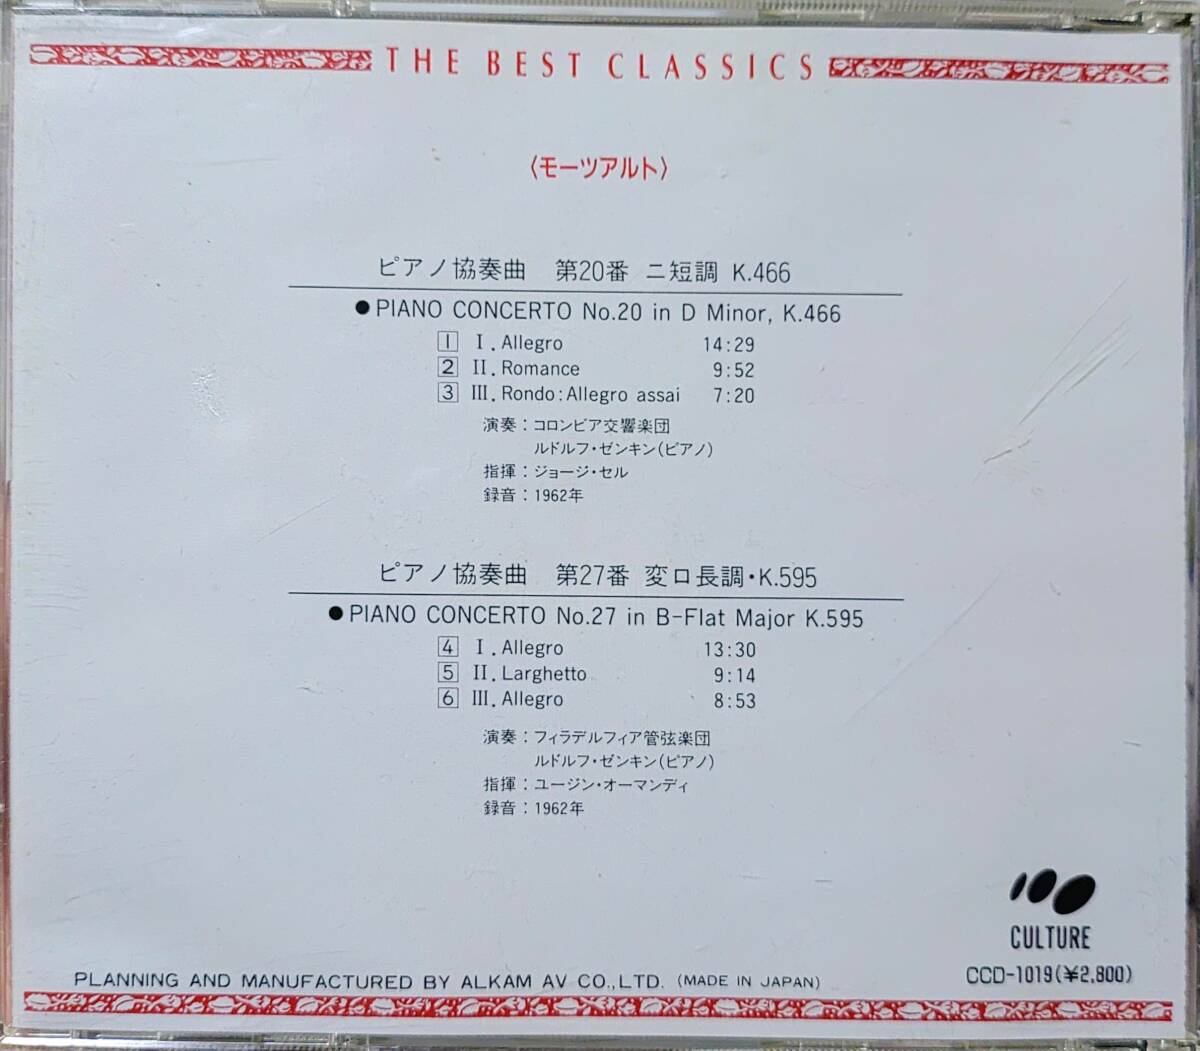 THE BEST CLASSICS
〈モーツアルト〉
ピアノ協奏曲 第20番 ニ短調 K.466
●PIANO CONCERTO No.20 in D Minor, K.466
1 I.Allegro 14:29
2 II.Romance 9:52
3 III.Rondo:Allegro assai 7:20
演奏：コロンビア交響楽団
ルドルフ・ゼンキン(ピアノ)
指揮：ジョージ・セル
録音：1962年
ピアノ協奏曲 第27番 変ロ長調・K.595
●PIANO CONCERTO No.27 in B-Flat Major K.595
4 I.Allegro 13:30
5 II.Larghetto 9:14
6 III.Allegro 8:53
演奏：フィラデルフィア管弦楽団
ルドルフ・ゼンキン(ピアノ)
指揮：ユージン・オーマンディ
録音：1962年
CULTURE
PLANNING AND MANUFACTURED BY ALKAM AV CO.,LTD. (MADE IN JAPAN)
CCD-1019(¥2,800)